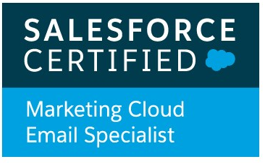 SALESFORCE
CERTIFIED
Marketing Cloud
Email Specialist